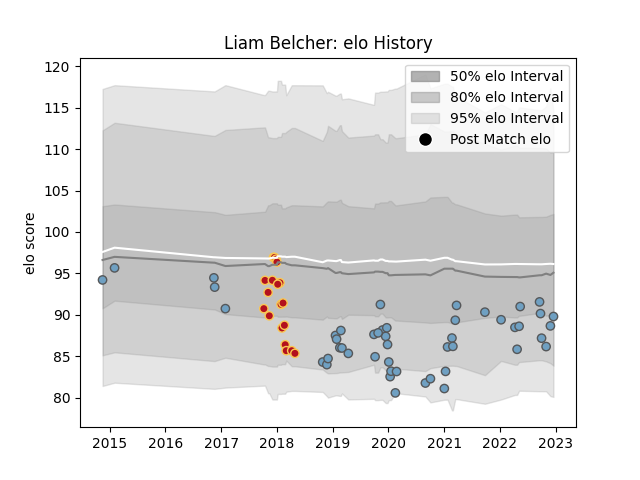 Liam Belcher: elo History
120
115
110
105
100
95
90
85
80
elo score
50% elo Interval
80% elo Interval
95% elo Interval
Post Match elo
2015 2016 2017 2018 2019 2020 2021 2022 2023